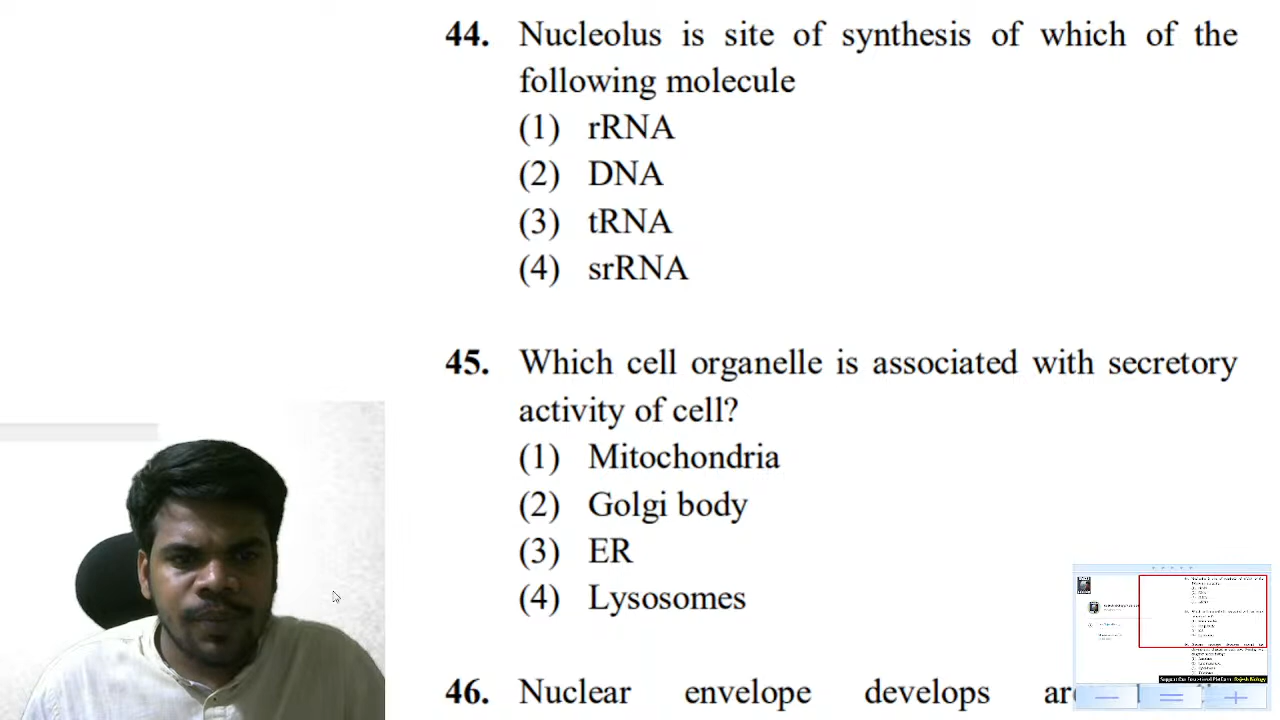 44. Nucleolus is site of synthesis of which of the
following molecule
(1) rRNA
(2) DNA
(3) tRNA
(4) srRNA
45. Which cell organelle is associated with secretory
activity of cell?
(1) Mitochondria
(2) Golgi body
(3) ER
(4) Lysosomes
46. Nuclear envelope develops